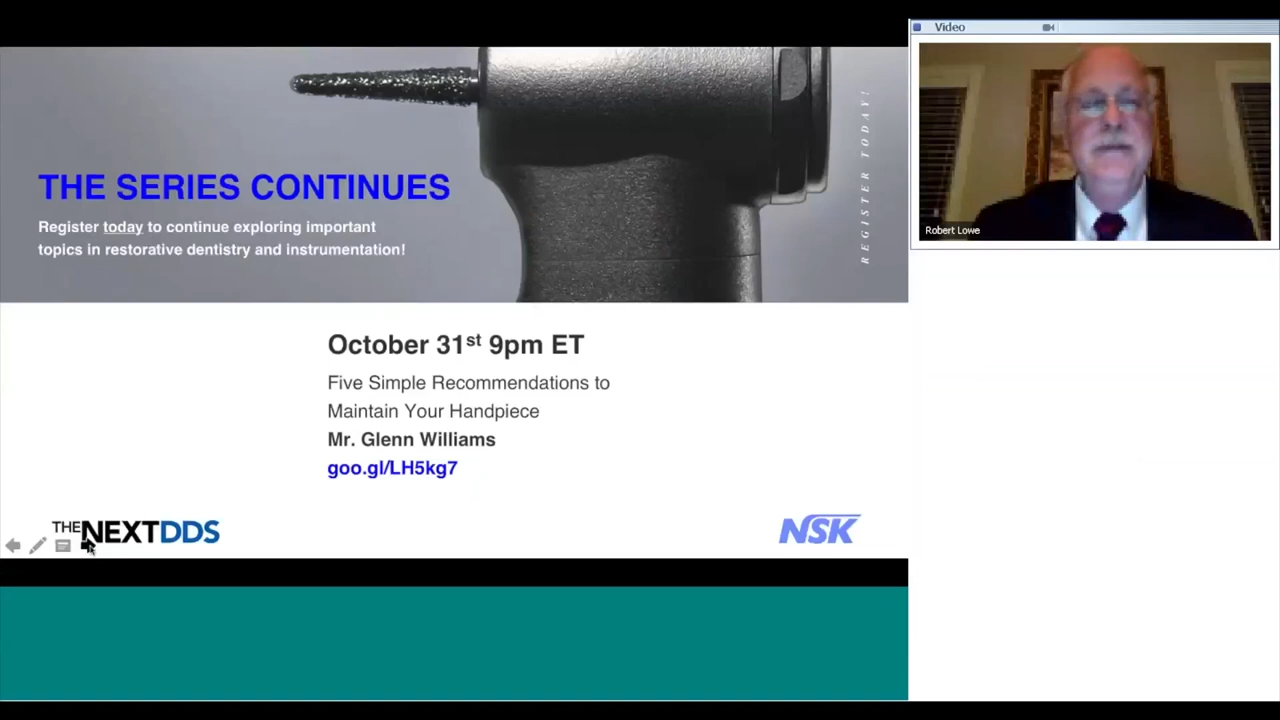 THE SERIES CONTINUES
Register today to continue exploring important
topics in restorative dentistry and instrumentation!
REGISTER TODAY!
October 31st 9pm ET
Five Simple Recommendations to
Maintain Your Handpiece
Mr. Glenn Williams
goo.gl/LH5kg7
THENEXTDDS
NSK
Video
Robert Lowe